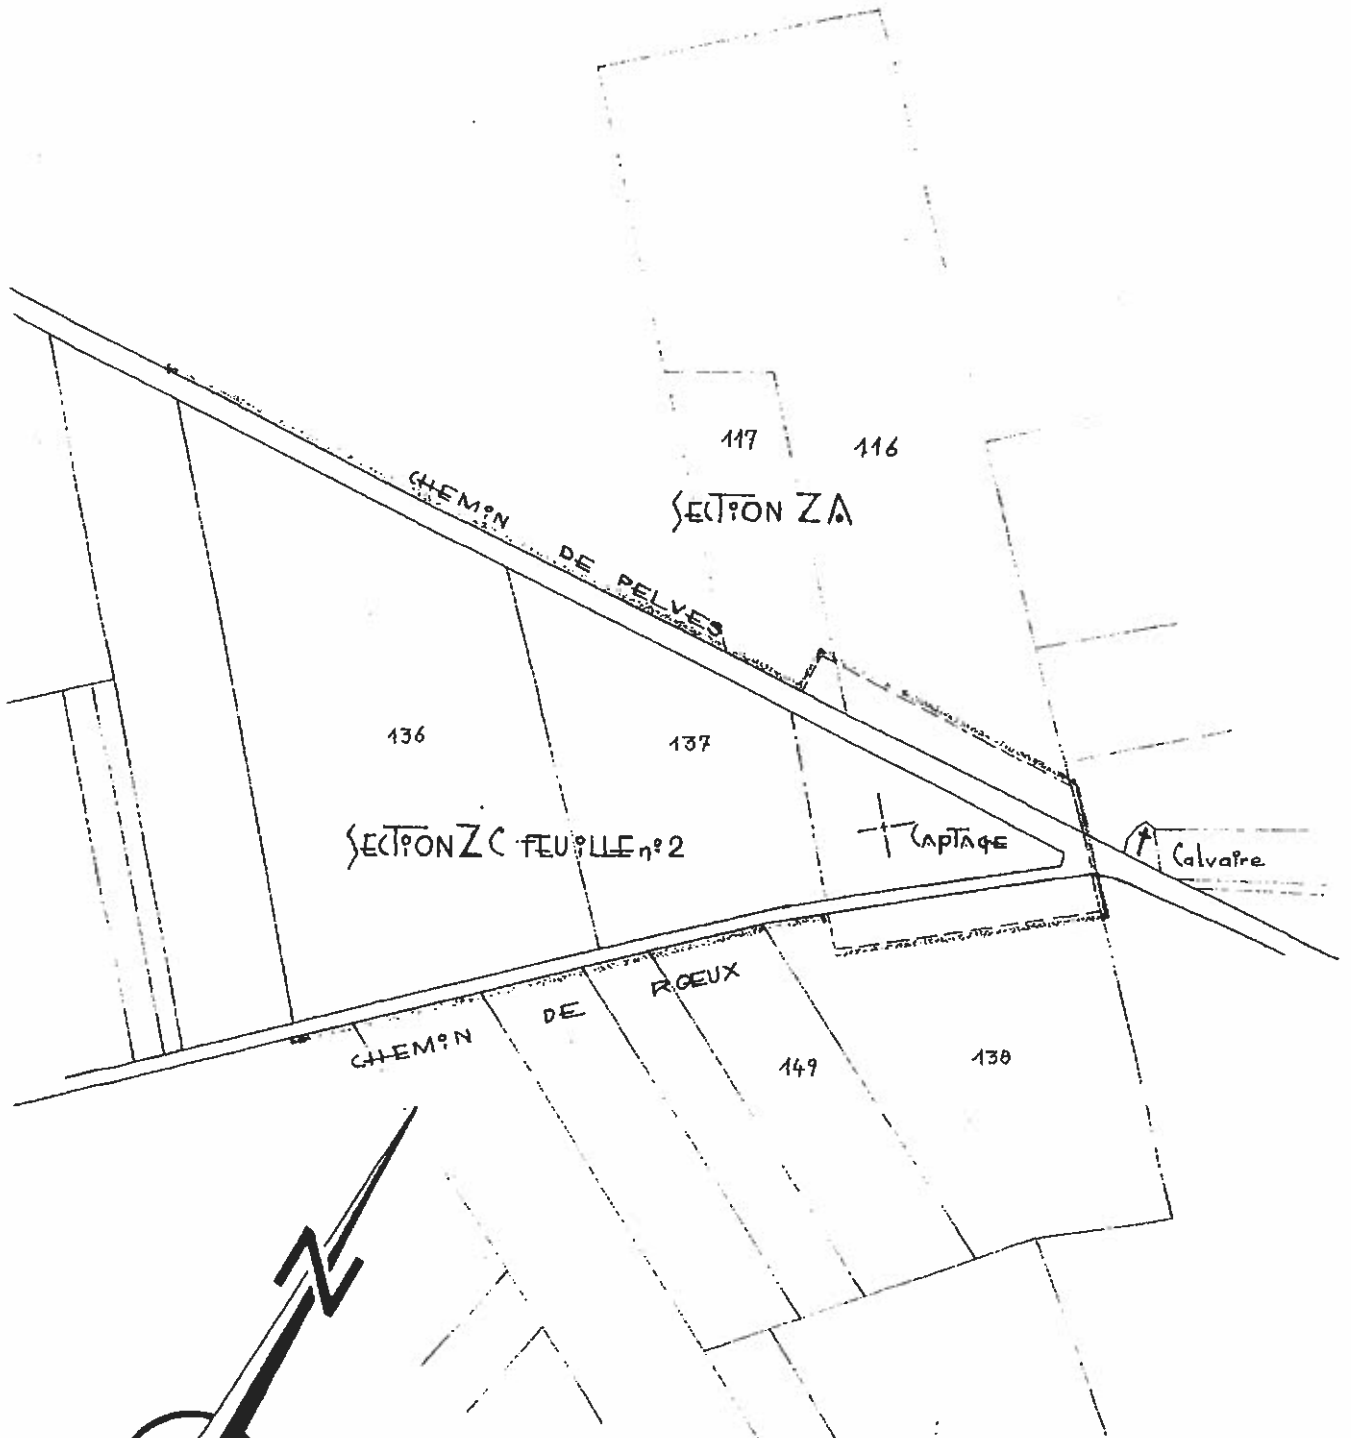 117
116
SECTION ZA
CHEMIN DE PELVES
136
137
SECTION ZC FEUILLE n° 2
CAPTAGE
Calvaire
CHEMIN DE ROEUX
149
138
N